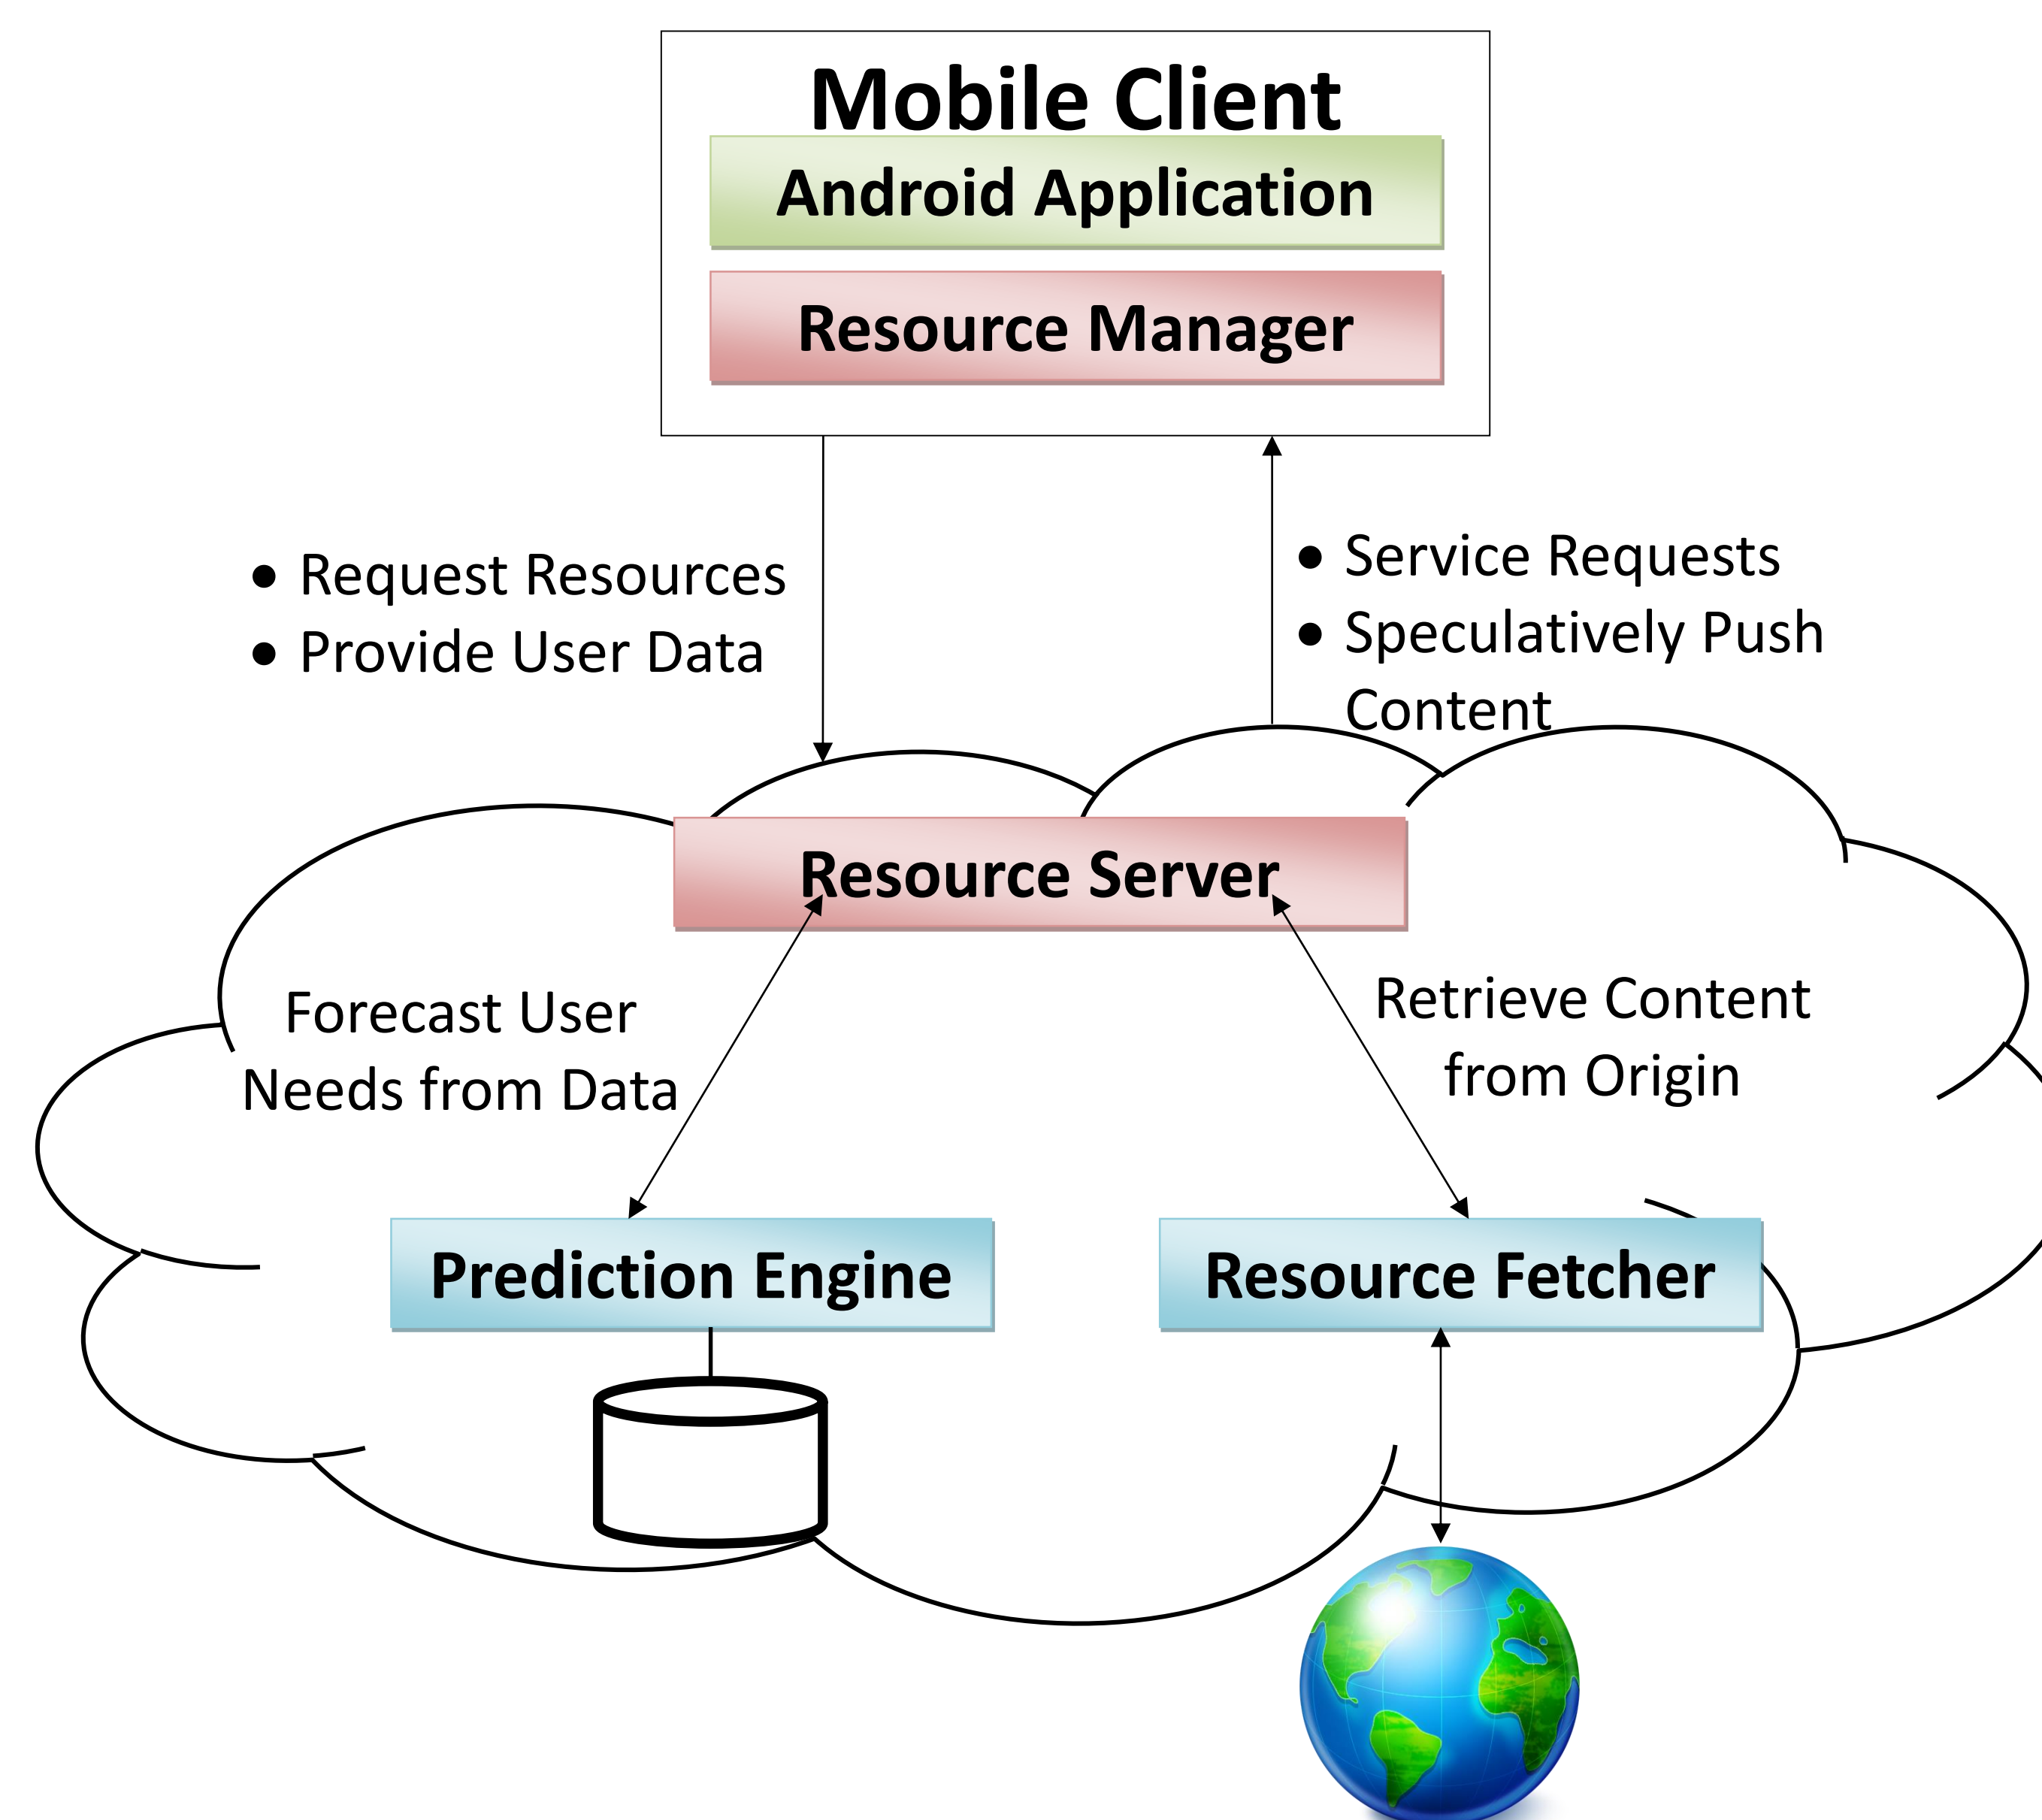 Mobile Client
Android Application
Resource Manager
● Request Resources
● Provide User Data
● Service Requests
● Speculatively Push
Content
Resource Server
Forecast User
Needs from Data
Retrieve Content
from Origin
Prediction Engine
Resource Fetcher